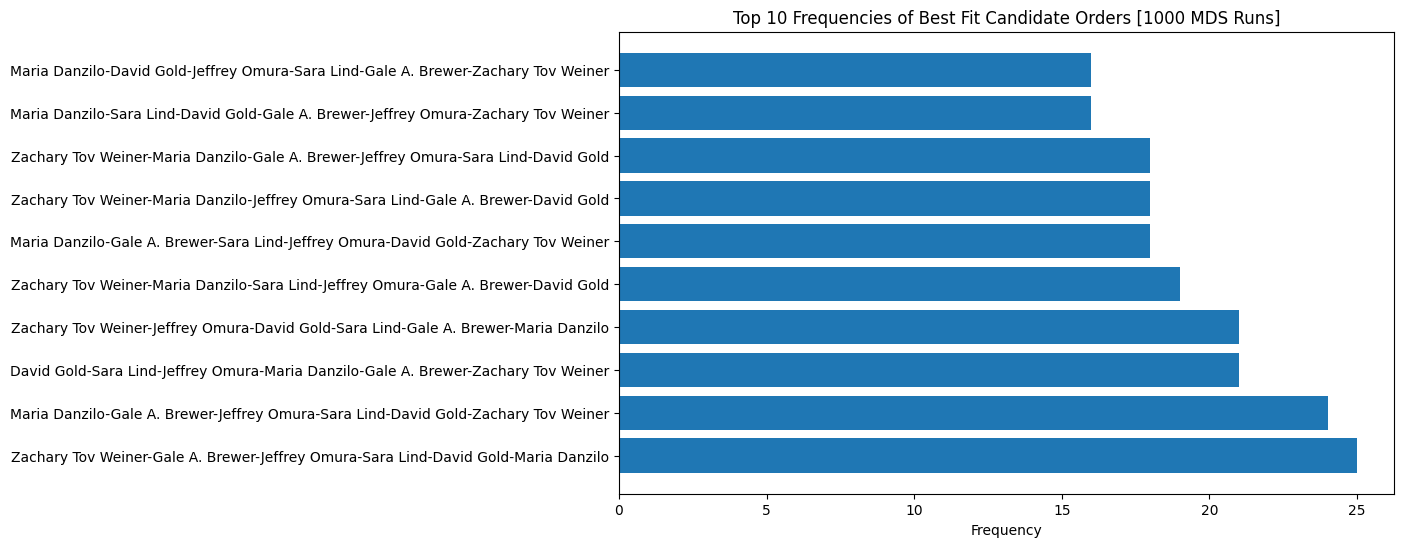 Top 10 Frequencies of Best Fit Candidate Orders [1000 MDS Runs]
Maria Danzilo-David Gold-Jeffrey Omura-Sara Lind-Gale A. Brewer-Zachary Tov Weiner
Maria Danzilo-Sara Lind-David Gold-Gale A. Brewer-Jeffrey Omura-Zachary Tov Weiner
Zachary Tov Weiner-Maria Danzilo-Gale A. Brewer-Jeffrey Omura-Sara Lind-David Gold
Zachary Tov Weiner-Maria Danzilo-Jeffrey Omura-Sara Lind-Gale A. Brewer-David Gold
Maria Danzilo-Gale A. Brewer-Sara Lind-Jeffrey Omura-David Gold-Zachary Tov Weiner
Zachary Tov Weiner-Maria Danzilo-Sara Lind-Jeffrey Omura-Gale A. Brewer-David Gold
Zachary Tov Weiner-Jeffrey Omura-David Gold-Sara Lind-Gale A. Brewer-Maria Danzilo
David Gold-Sara Lind-Jeffrey Omura-Maria Danzilo-Gale A. Brewer-Zachary Tov Weiner
Maria Danzilo-Gale A. Brewer-Jeffrey Omura-Sara Lind-David Gold-Zachary Tov Weiner
Zachary Tov Weiner-Gale A. Brewer-Jeffrey Omura-Sara Lind-David Gold-Maria Danzilo
0 5 10 15 20 25
Frequency